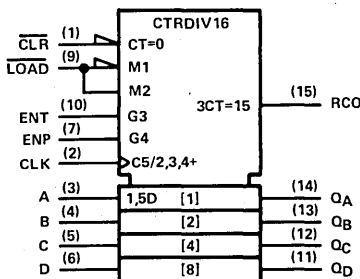 CTRDIV16
CLR (1) CT=0
LOAD (9) M1
M2
3CT=15 (15) RCO
ENT (10) G3
ENP (7) G4
CLK (2) C5/2,3,4+
A (3) 1,5D [1] (14) QA
B (4) [2] (13) QB
C (5) [4] (12) QC
D (6) [8] (11) QD